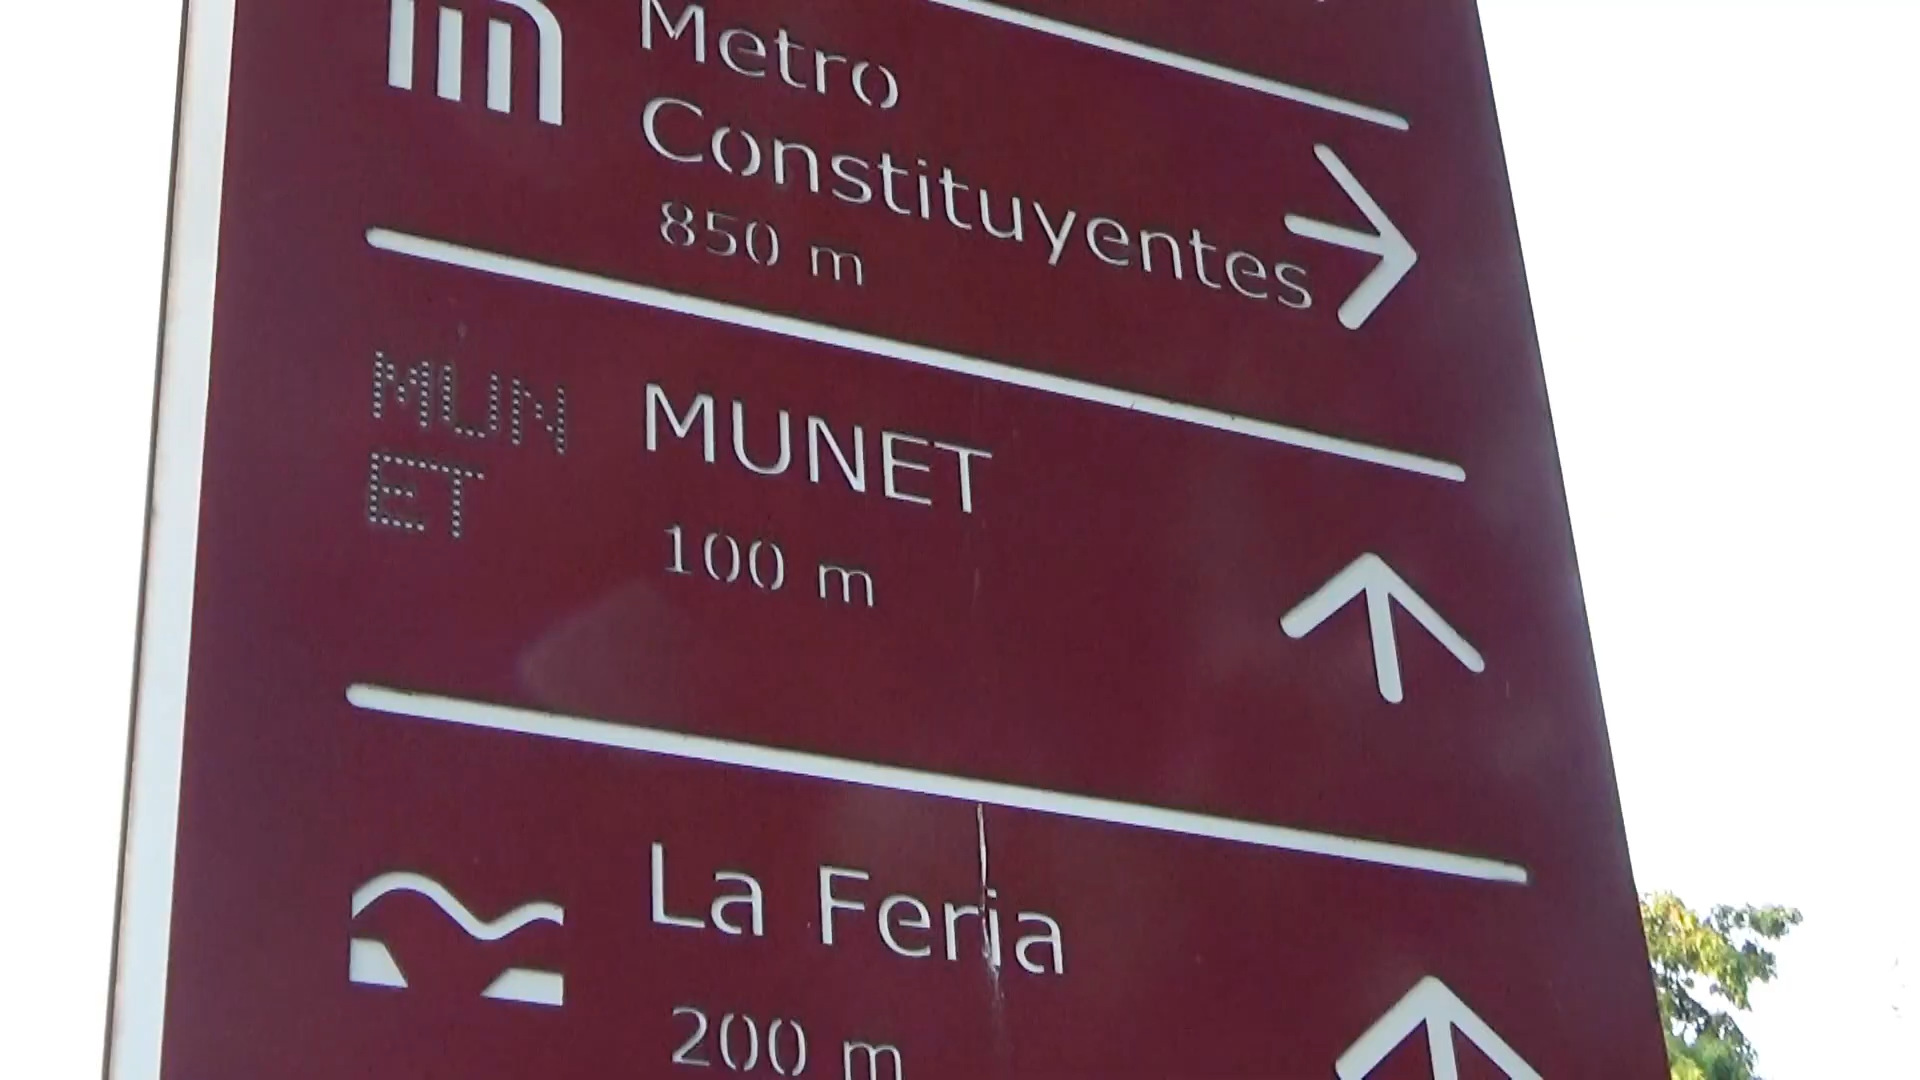 Metro
Constituyentes
850 m
MUN
ET
MUNET
100 m
La Feria
200 m